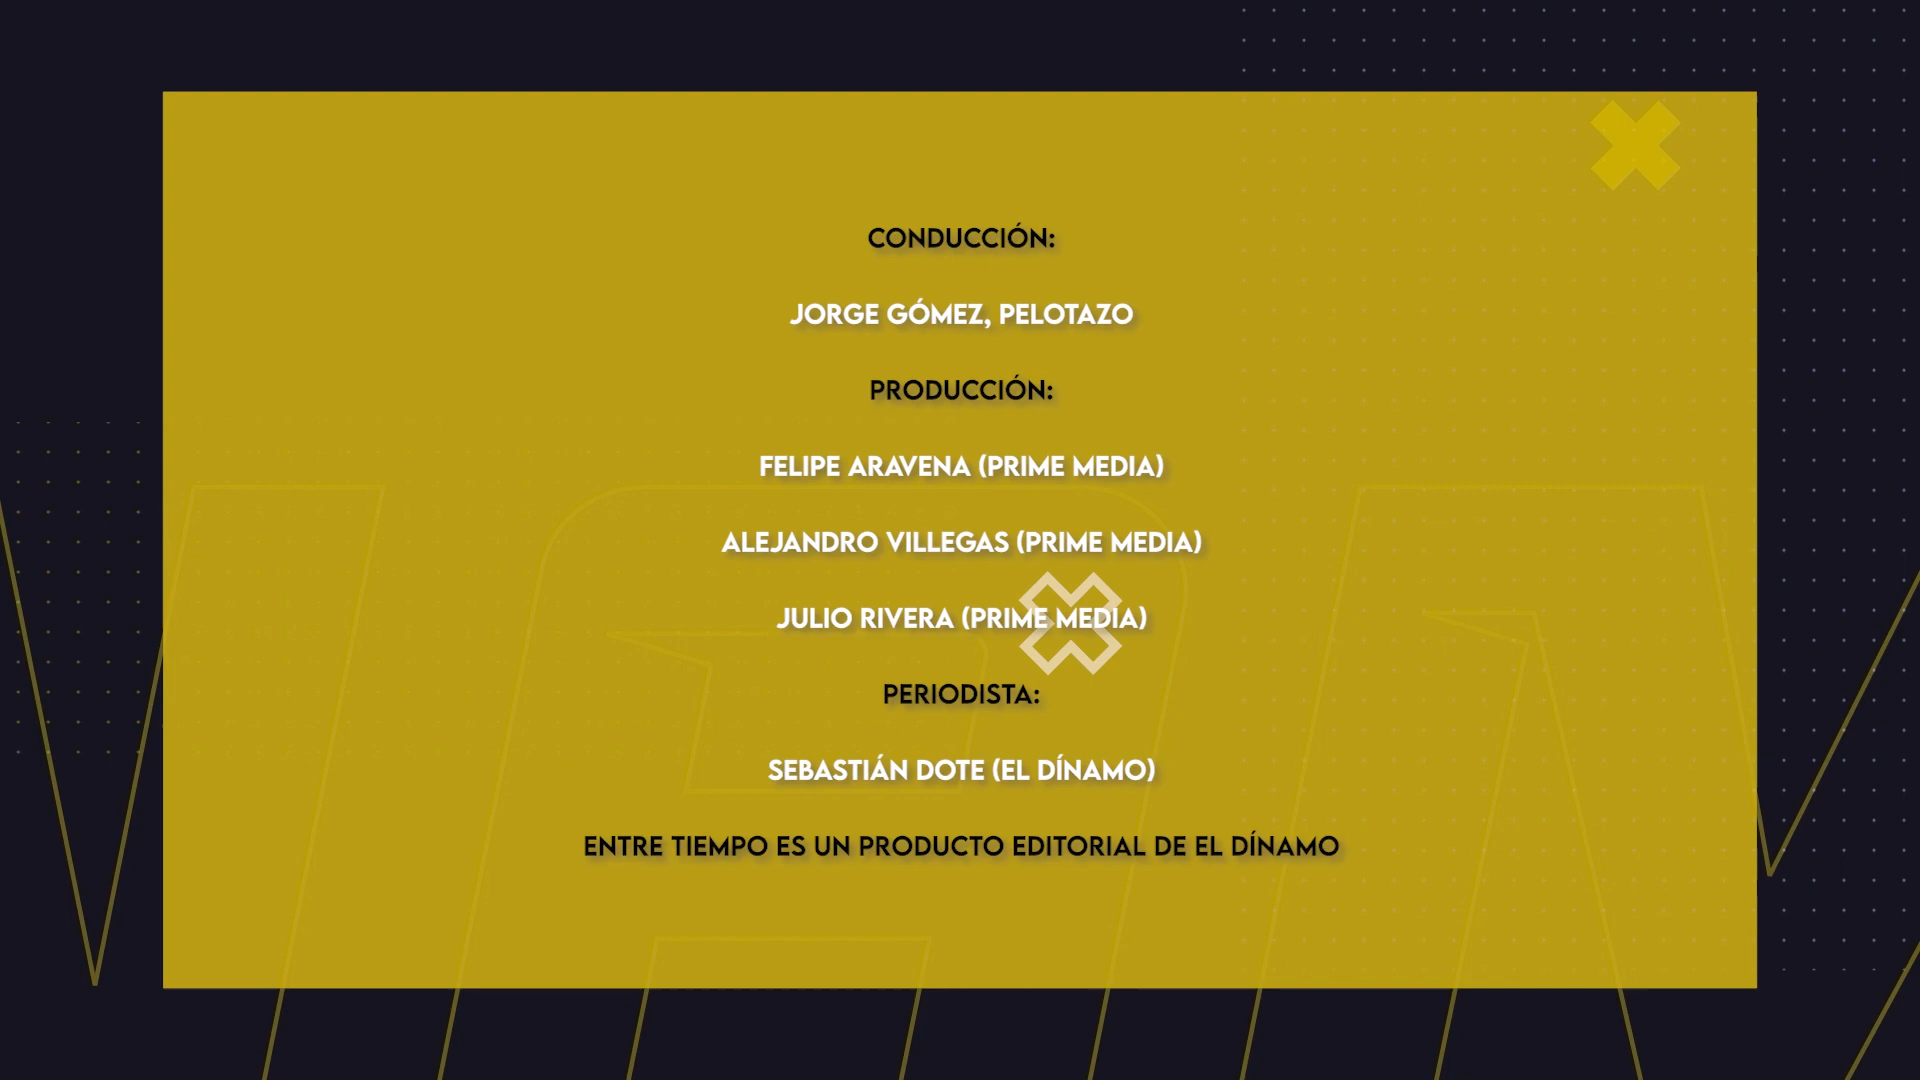 CONDUCCIÓN:
JORGE GÓMEZ, PELOTAZO
PRODUCCIÓN:
FELIPE ARAVENA (PRIME MEDIA)
ALEJANDRO VILLEGAS (PRIME MEDIA)
JULIO RIVERA (PRIME MEDIA)
PERIODISTA:
SEBASTIÁN DOTE (EL DÍNAMO)
ENTRE TIEMPO ES UN PRODUCTO EDITORIAL DE EL DÍNAMO